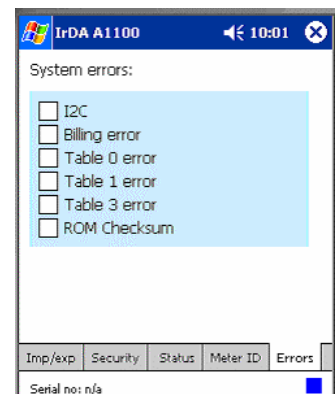 IrDA A1100 10:01
System errors:
I2C
Billing error
Table 0 error
Table 1 error
Table 3 error
ROM Checksum
Imp/exp Security Status Meter ID Errors
Serial no: n/a